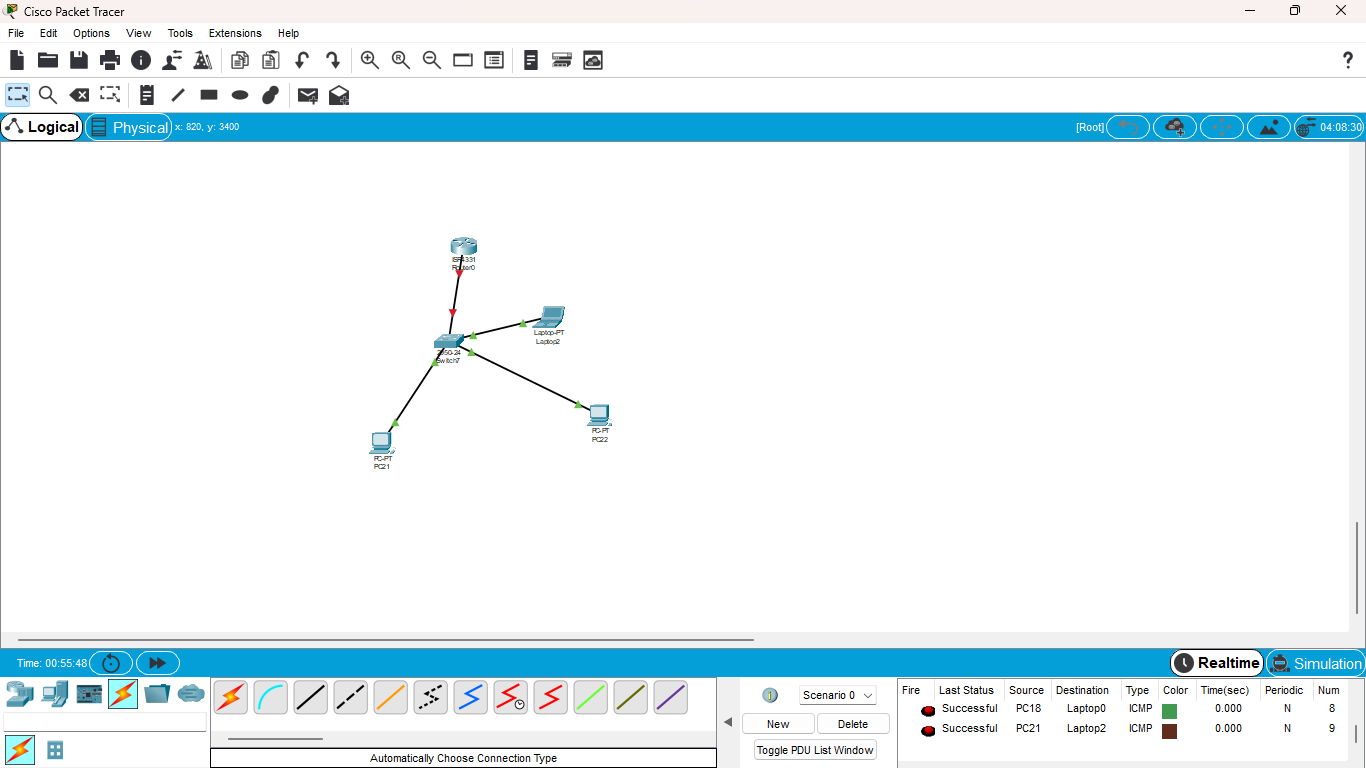 Cisco Packet Tracer
File Edit Options View Tools Extensions Help
Logical Physical x: 820, y: 3400 [Root] 04:08:30
ISR4331
Router0
Laptop-PT
Laptop2
2950-24
Switch7
PC-PT
PC22
PC-PT
PC21
Time: 00:55:48 Realtime Simulation
Scenario 0
New Delete
Toggle PDU List Window
Automatically Choose Connection Type
Fire Last Status Source Destination Type Color Time(sec) Periodic Num
Successful PC18 Laptop0 ICMP 0.000 N 8
Successful PC21 Laptop2 ICMP 0.000 N 9